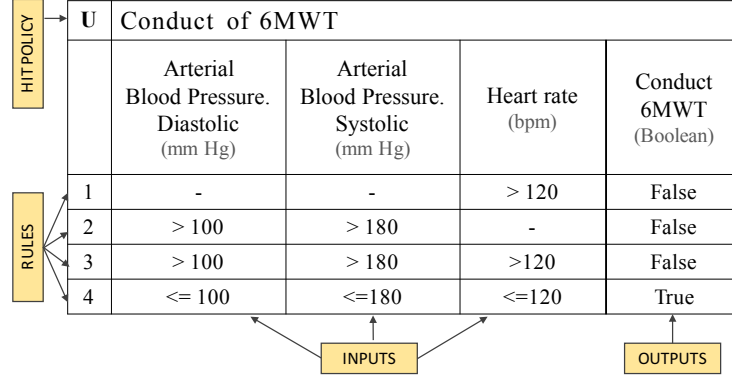 HIT POLICY
U Conduct of 6MWT
Arterial
Blood Pressure.
Diastolic
(mm Hg)
Arterial
Blood Pressure.
Systolic
(mm Hg)
Heart rate
(bpm)
Conduct
6MWT
(Boolean)
RULES
1 - - > 120 False
2 > 100 > 180 - False
3 > 100 > 180 >120 False
4 <= 100 <=180 <=120 True
INPUTS
OUTPUTS